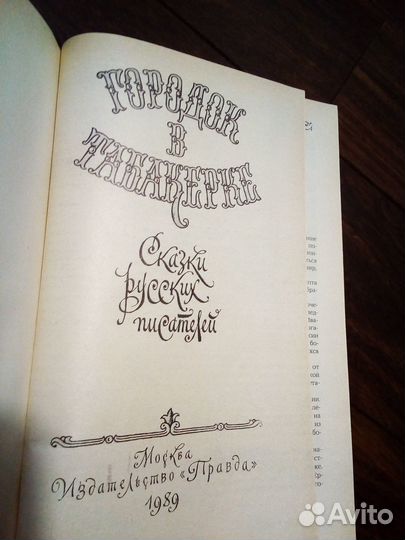 ГОРОДОК
В
ТАБАКЕРКЕ
Сказки
русских
писателей
Москва
Издательство «Правда»
1989
Avito